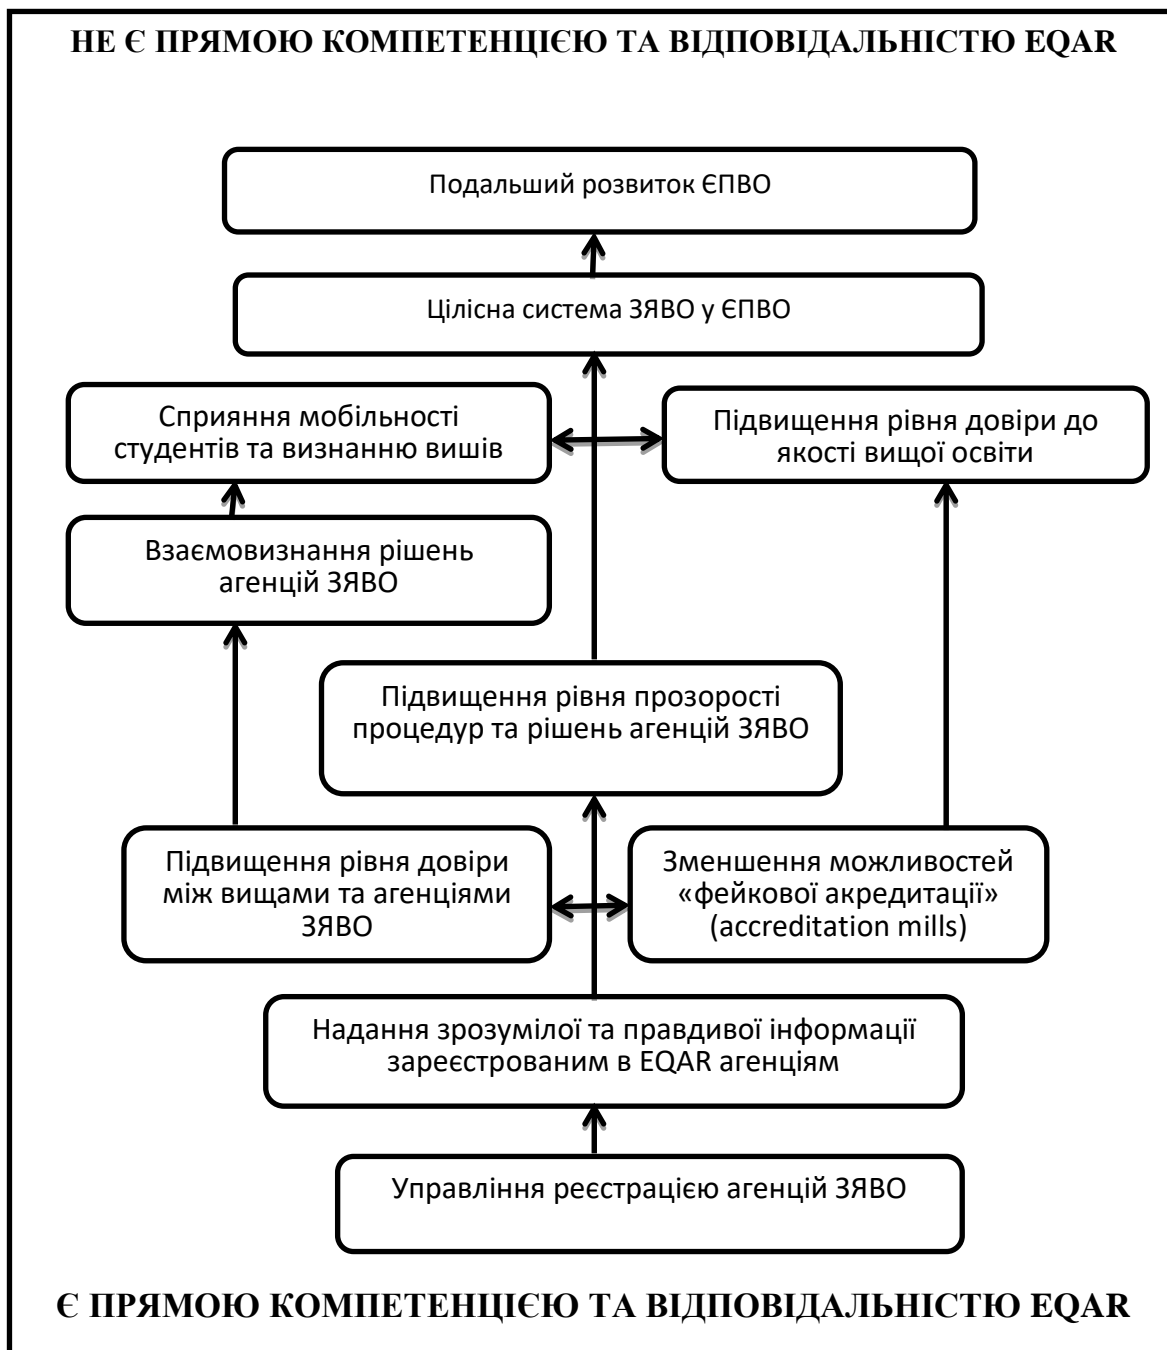 НЕ Є ПРЯМОЮ КОМПЕТЕНЦІЄЮ ТА ВІДПОВІДАЛЬНІСТЮ EQAR
Подальший розвиток ЄПВО
Цілісна система ЗЯВО у ЄПВО
Сприяння мобільності
студентів та визнанню вишів
Підвищення рівня довіри до
якості вищої освіти
Взаємовизнання рішень
агенцій ЗЯВО
Підвищення рівня прозорості
процедур та рішень агенцій ЗЯВО
Підвищення рівня довіри
між вищами та агенціями
ЗЯВО
Зменшення можливостей
«фейкової акредитації»
(accreditation mills)
Надання зрозумілої та правдивої інформації
зареєстрованим в EQAR агенціям
Управління реєстрацією агенцій ЗЯВО
Є ПРЯМОЮ КОМПЕТЕНЦІЄЮ ТА ВІДПОВІДАЛЬНІСТЮ EQAR